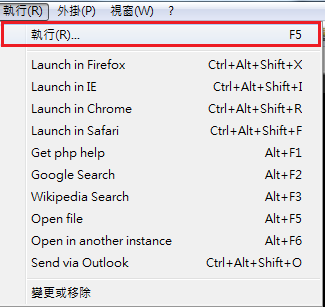 執行(R) 外掛(P) 視窗(W) ?
執行(R)... F5
Launch in Firefox Ctrl+Alt+Shift+X
Launch in IE Ctrl+Alt+Shift+I
Launch in Chrome Ctrl+Alt+Shift+R
Launch in Safari Ctrl+Alt+Shift+F
Get php help Alt+F1
Google Search Alt+F2
Wikipedia Search Alt+F3
Open file Alt+F5
Open in another instance Alt+F6
Send via Outlook Ctrl+Alt+Shift+O
變更或移除